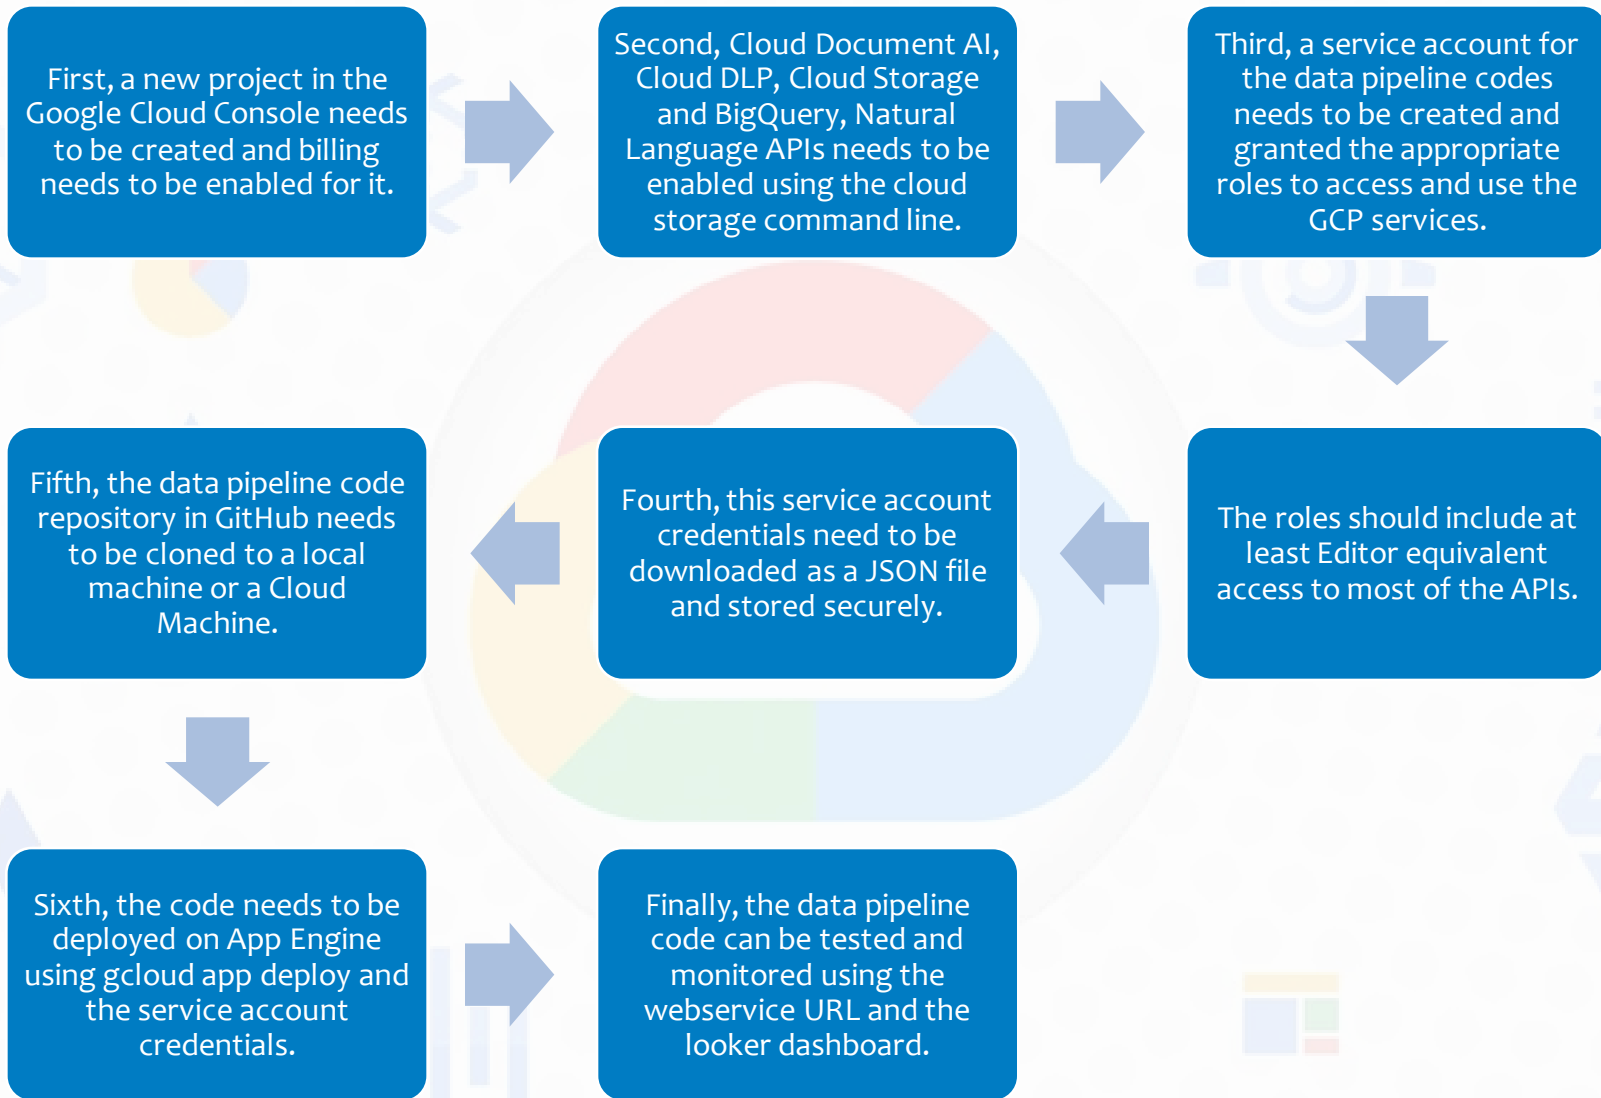 First, a new project in the
Google Cloud Console needs
to be created and billing
needs to be enabled for it.
Second, Cloud Document AI,
Cloud DLP, Cloud Storage
and BigQuery, Natural
Language APIs needs to be
enabled using the cloud
storage command line.
Third, a service account for
the data pipeline codes
needs to be created and
granted the appropriate
roles to access and use the
GCP services.
The roles should include at
least Editor equivalent
access to most of the APIs.
Fourth, this service account
credentials need to be
downloaded as a JSON file
and stored securely.
Fifth, the data pipeline code
repository in GitHub needs
to be cloned to a local
machine or a Cloud
Machine.
Sixth, the code needs to be
deployed on App Engine
using gcloud app deploy and
the service account
credentials.
Finally, the data pipeline
code can be tested and
monitored using the
webservice URL and the
looker dashboard.